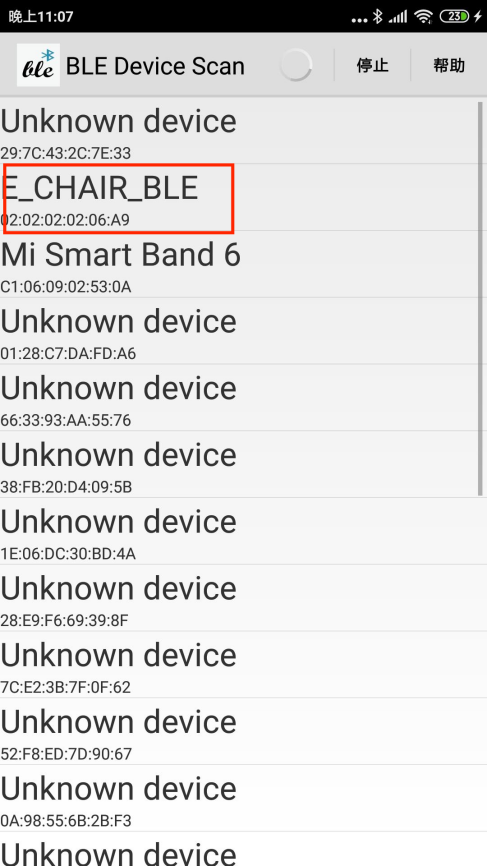 晚上11:07
23
ble BLE Device Scan 停止 帮助
Unknown device
29:7C:43:2C:7E:33
E_CHAIR_BLE
02:02:02:02:06:A9
Mi Smart Band 6
C1:06:09:02:53:0A
Unknown device
01:28:C7:DA:FD:A6
Unknown device
66:33:93:AA:55:76
Unknown device
38:FB:20:D4:09:5B
Unknown device
1E:06:DC:30:BD:4A
Unknown device
28:E9:F6:69:39:8F
Unknown device
7C:E2:3B:7F:0F:62
Unknown device
52:F8:ED:7D:90:67
Unknown device
0A:98:55:6B:2B:F3
Unknown device